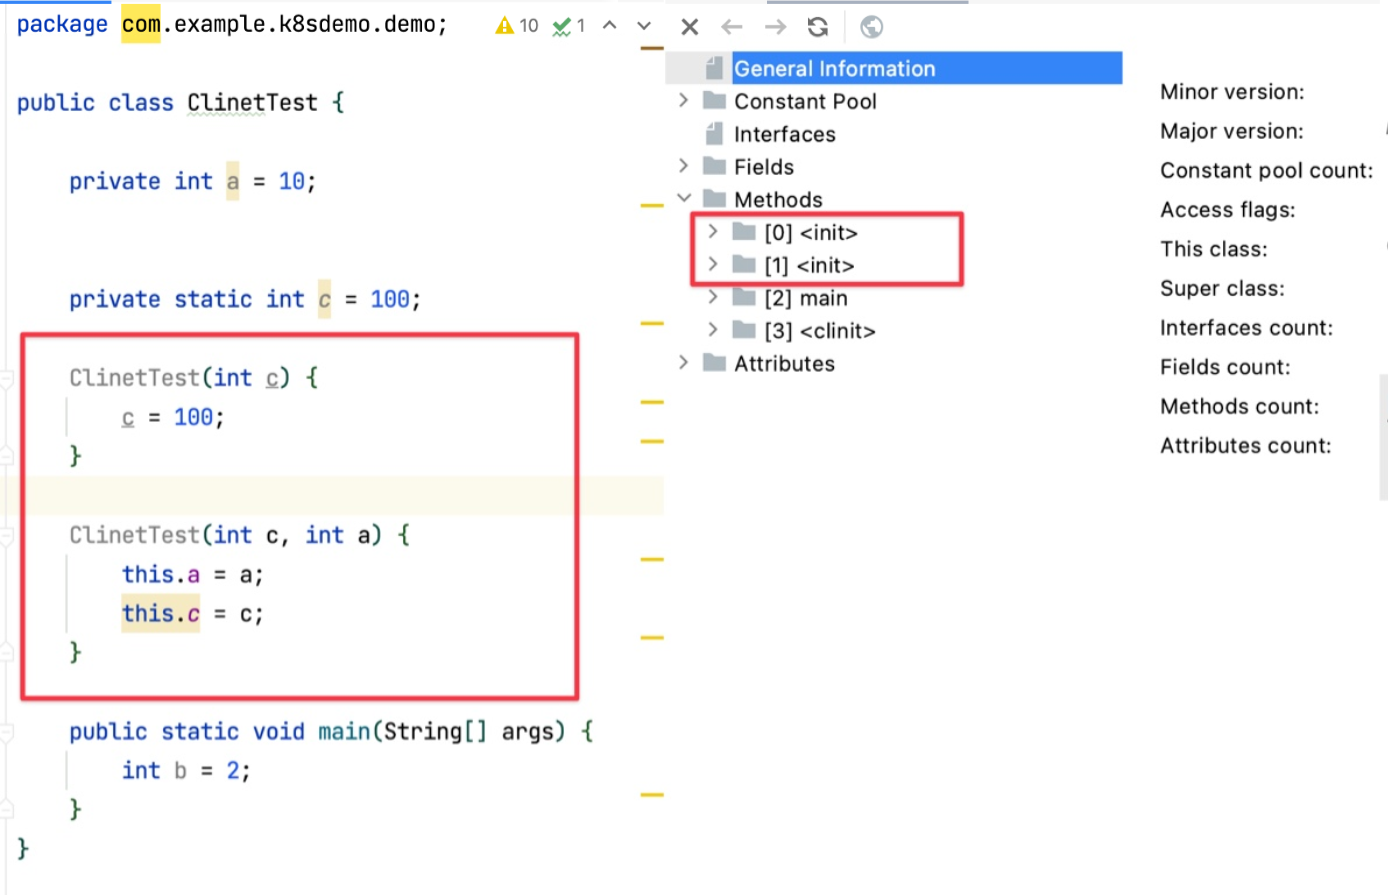 package com.example.k8sdemo.demo;
10
1
public class ClinetTest {
private int a = 10;
private static int c = 100;
ClinetTest(int c) {
c = 100;
}
ClinetTest(int c, int a) {
this.a = a;
this.c = c;
}
public static void main(String[] args) {
int b = 2;
}
}
General Information
Constant Pool
Interfaces
Fields
Methods
[0] <init>
[1] <init>
[2] main
[3] <clinit>
Attributes
Minor version:
Major version:
Constant pool count:
Access flags:
This class:
Super class:
Interfaces count:
Fields count:
Methods count:
Attributes count: